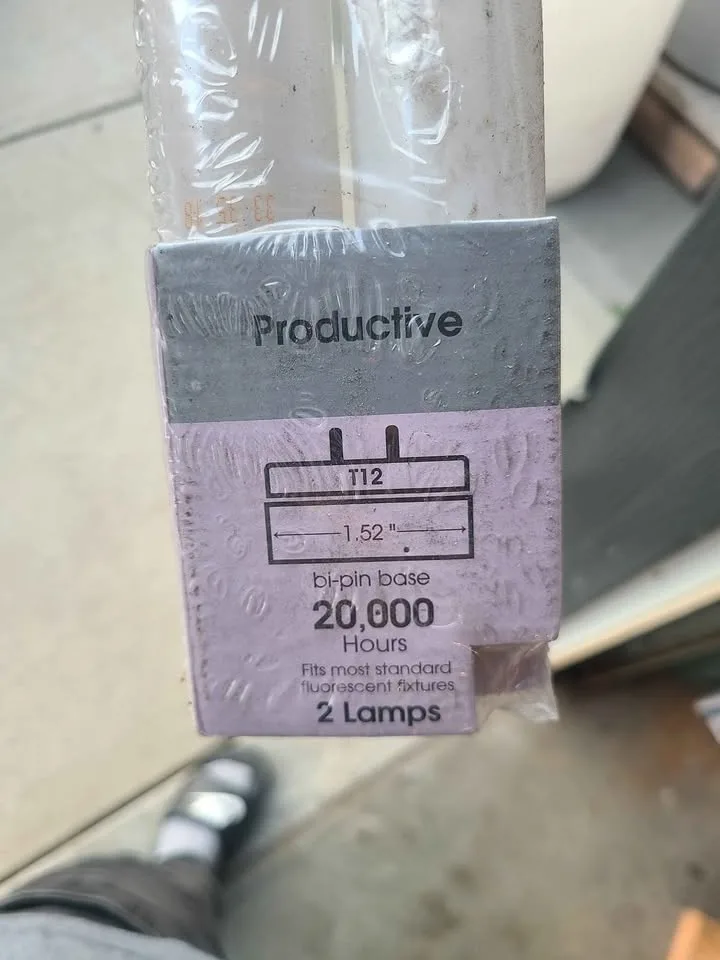 Productive
T12
1.52"
bi-pin base
20,000
Hours
Fits most standard
fluorescent fixtures
2 Lamps